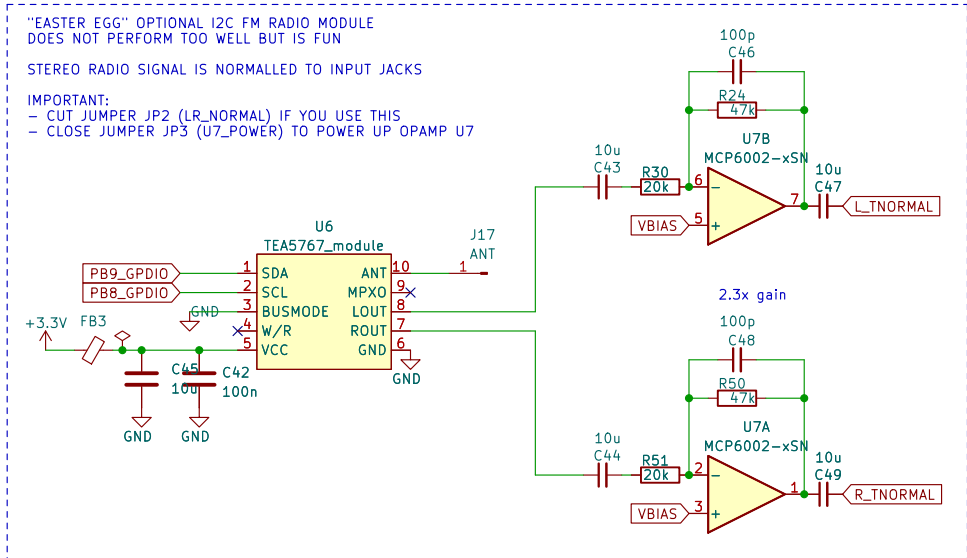 "EASTER EGG" OPTIONAL I2C FM RADIO MODULE
DOES NOT PERFORM TOO WELL BUT IS FUN
STEREO RADIO SIGNAL IS NORMALLED TO INPUT JACKS
IMPORTANT:
– CUT JUMPER JP2 (LR_NORMAL) IF YOU USE THIS
– CLOSE JUMPER JP3 (U7_POWER) TO POWER UP OPAMP U7
100p
C46
R24
47k
U7B
MCP6002-xSN
10u
C43
R30
20k
6
–
VBIAS
5
+
7
10u
C47
L_TNORMAL
U6
TEA5767_module
J17
ANT
PB9_GPDIO
1
SDA
ANT
10
1
PB8_GPDIO
2
SCL
MPXO
9
GND
3
BUSMODE
LOUT
8
4
W/R
ROUT
7
5
VCC
GND
6
GND
+3.3V
FB3
C45
10u
C42
100n
GND
GND
2.3x gain
100p
C48
R50
47k
U7A
MCP6002-xSN
10u
C44
R51
20k
2
–
VBIAS
3
+
1
10u
C49
R_TNORMAL